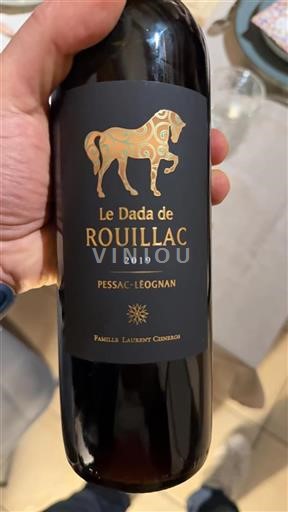 Le Dada de
ROUILLAC
2019
VINIOU
PESSAC-LÉOGNAN
FAMILLE LAURENT CISNEROS